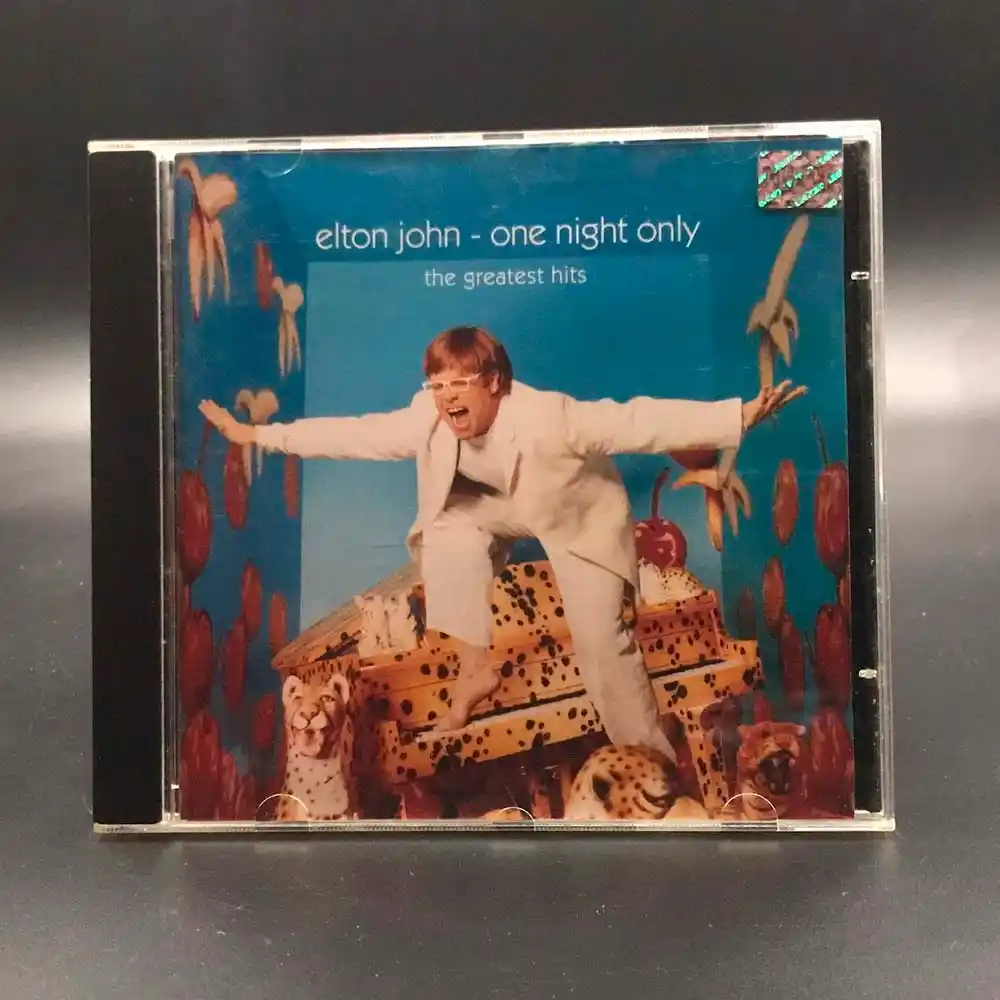 elton john - one night only
the greatest hits